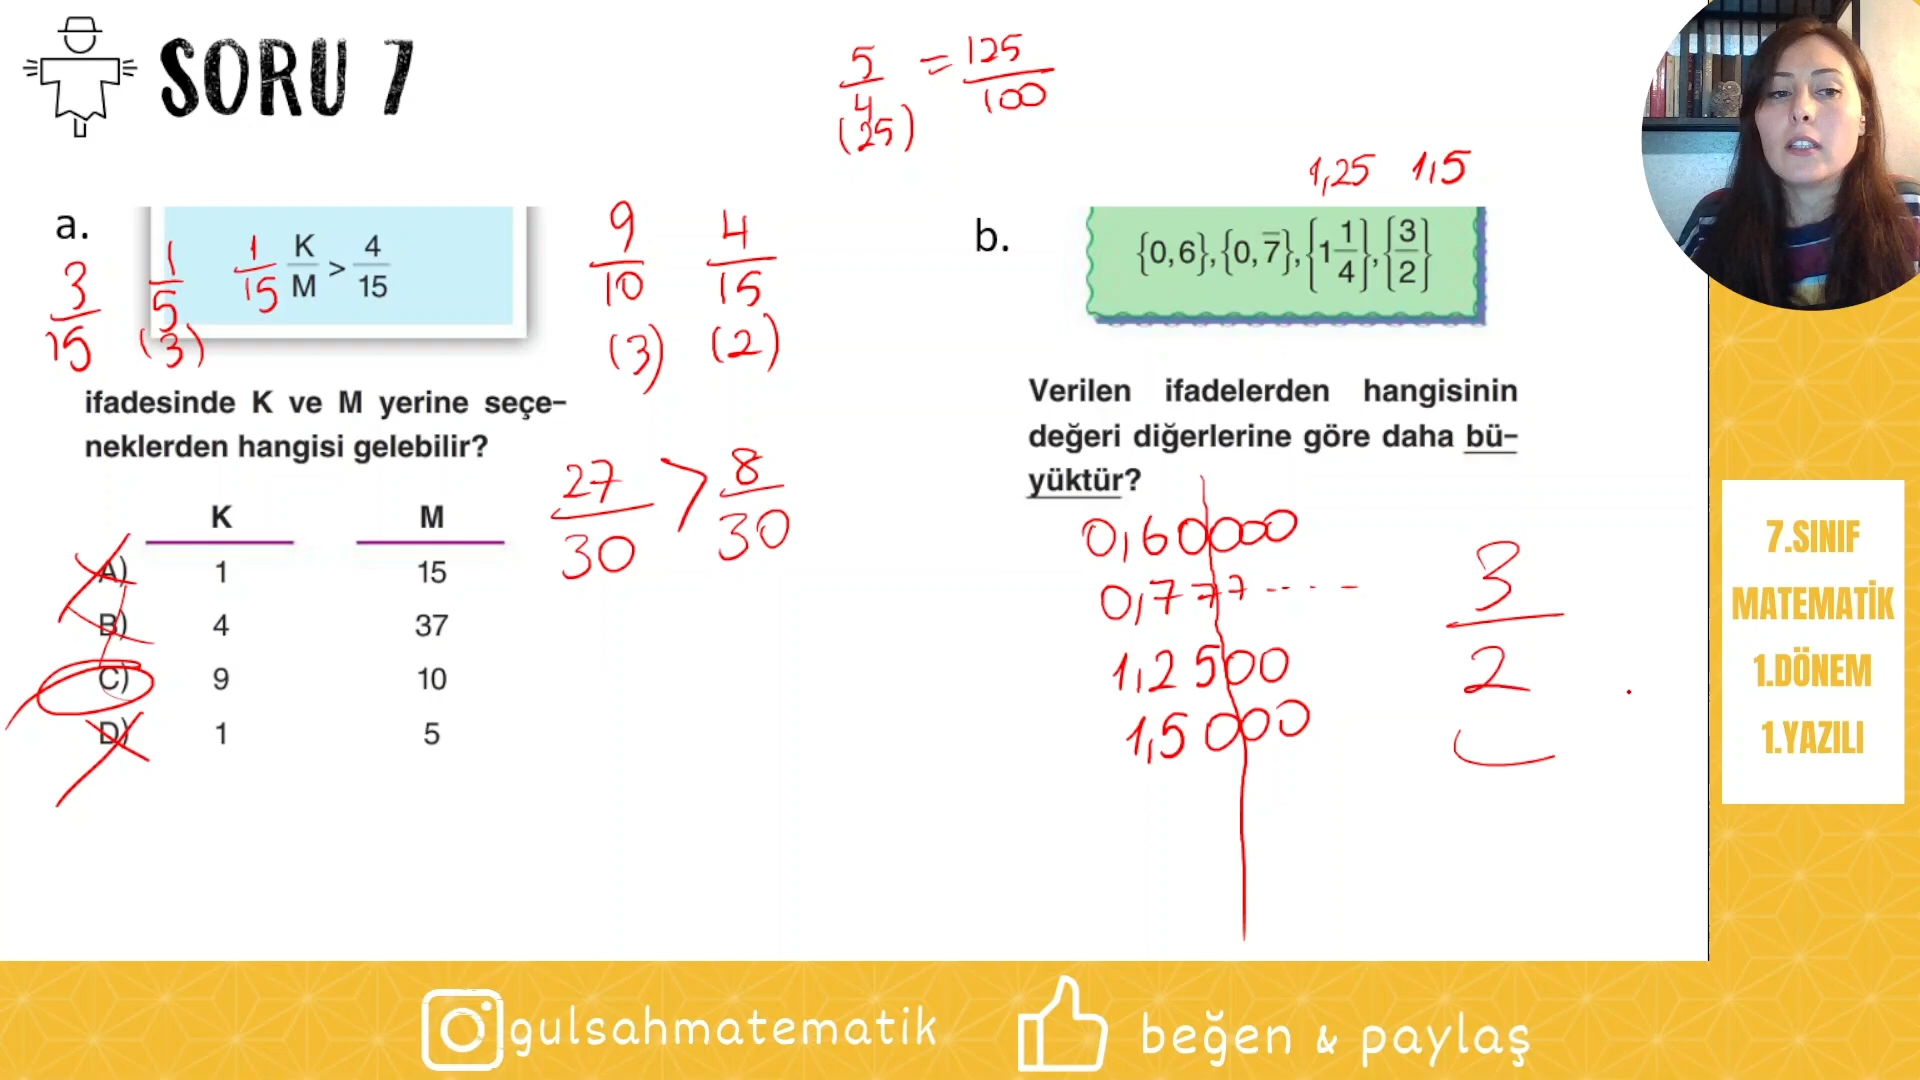 SORU 7
5/4 = 125/100
(25)
1,25 1,5
a.
3/15
1/5
(3)
1/15
K/M > 4/15
9/10
(3)
4/15
(2)
ifadesinde K ve M yerine seçe-
neklerden hangisi gelebilir?
27/30 > 8/30
K M
A) 1 15
B) 4 37
C) 9 10
D) 1 5
b.
{0,6}, {0,7̅}, {1 1/4}, {3/2}
Verilen ifadelerden hangisinin
değeri diğerlerine göre daha bü-
yüktür?
0,60000
0,777.....
1,2500
1,5000
3/2
7.SINIF
MATEMATİK
1.DÖNEM
1.YAZILI
gulsahmatematik
beğen & paylaş